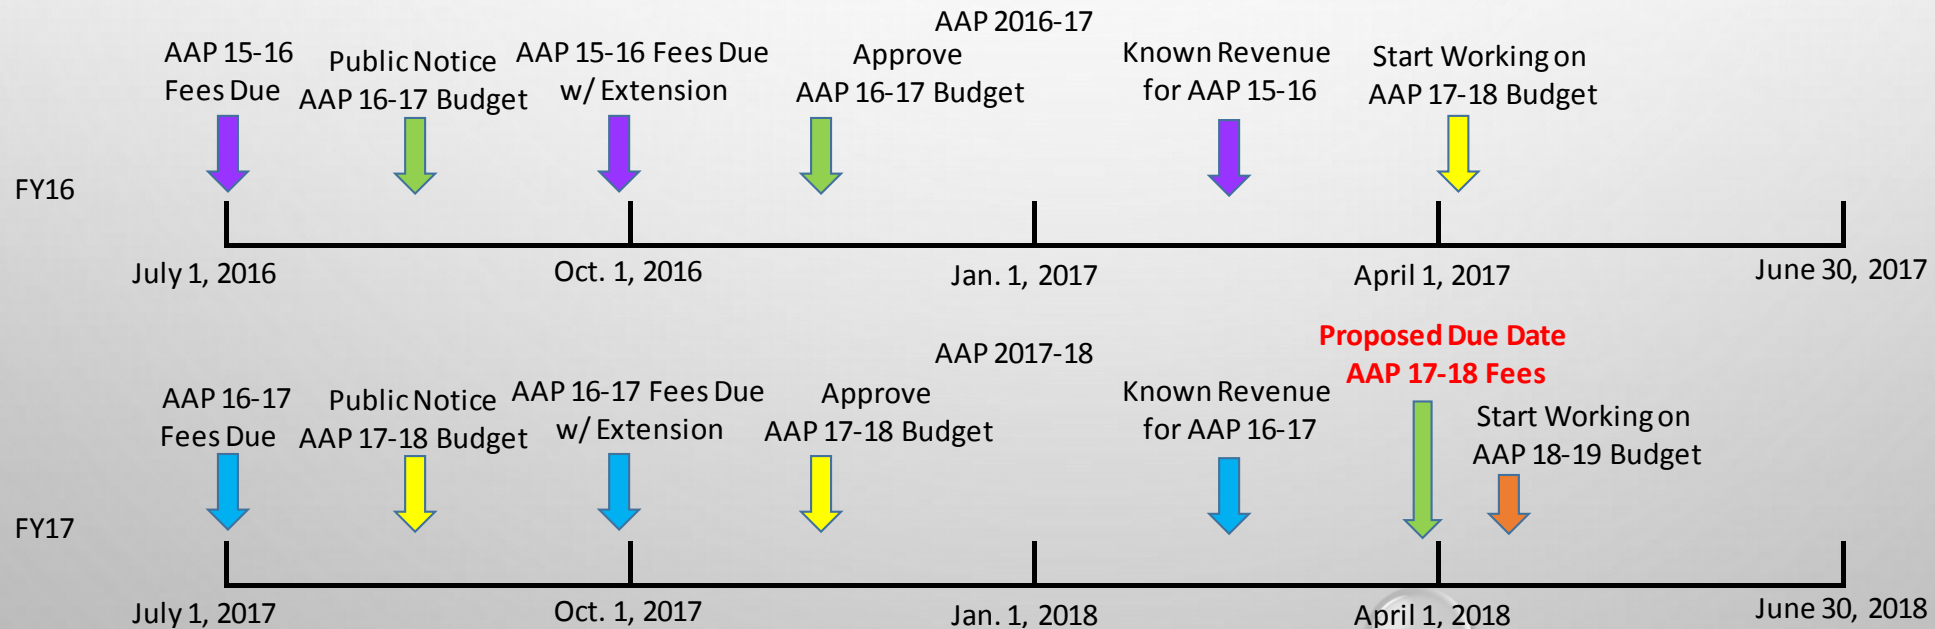 AAP 2016-17
AAP 15-16
Fees Due
Public Notice
AAP 16-17 Budget
AAP 15-16 Fees Due
w/ Extension
Approve
AAP 16-17 Budget
Known Revenue
for AAP 15-16
Start Working on
AAP 17-18 Budget
FY16
July 1, 2016
Oct. 1, 2016
Jan. 1, 2017
April 1, 2017
June 30, 2017
AAP 2017-18
AAP 16-17
Fees Due
Public Notice
AAP 17-18 Budget
AAP 16-17 Fees Due
w/ Extension
Approve
AAP 17-18 Budget
Known Revenue
for AAP 16-17
Proposed Due Date
AAP 17-18 Fees
Start Working on
AAP 18-19 Budget
FY17
July 1, 2017
Oct. 1, 2017
Jan. 1, 2018
April 1, 2018
June 30, 2018